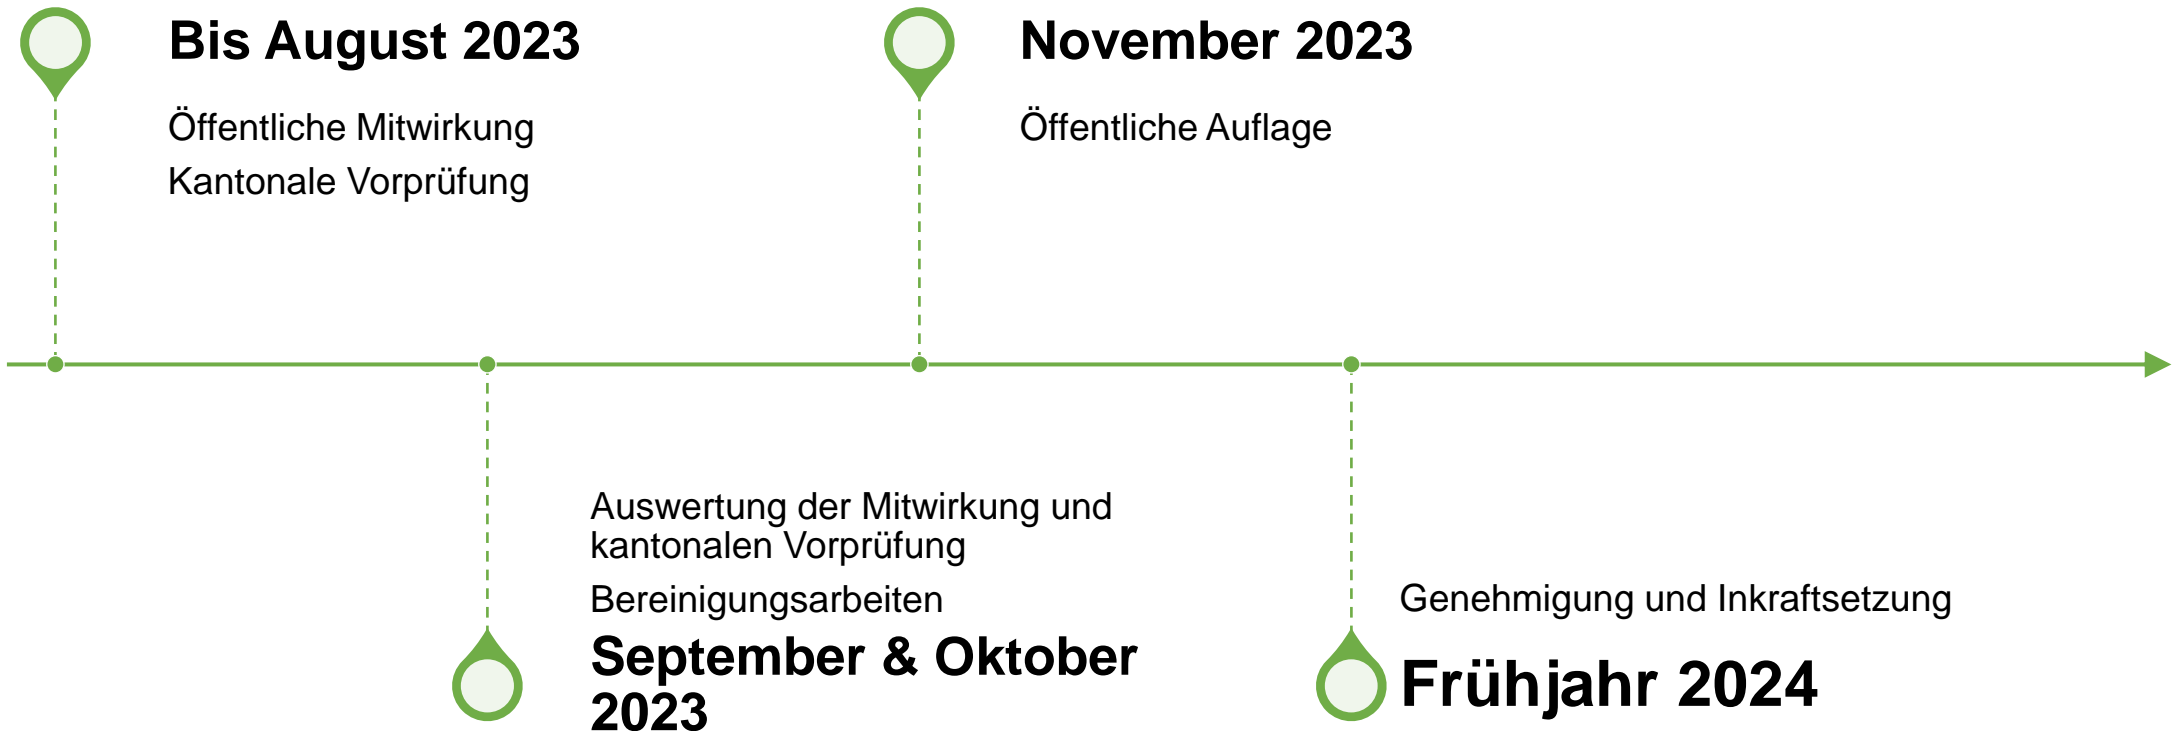 Bis August 2023
Öffentliche Mitwirkung
Kantonale Vorprüfung
Auswertung der Mitwirkung und
kantonalen Vorprüfung
Bereinigungsarbeiten
September & Oktober
2023
November 2023
Öffentliche Auflage
Genehmigung und Inkraftsetzung
Frühjahr 2024